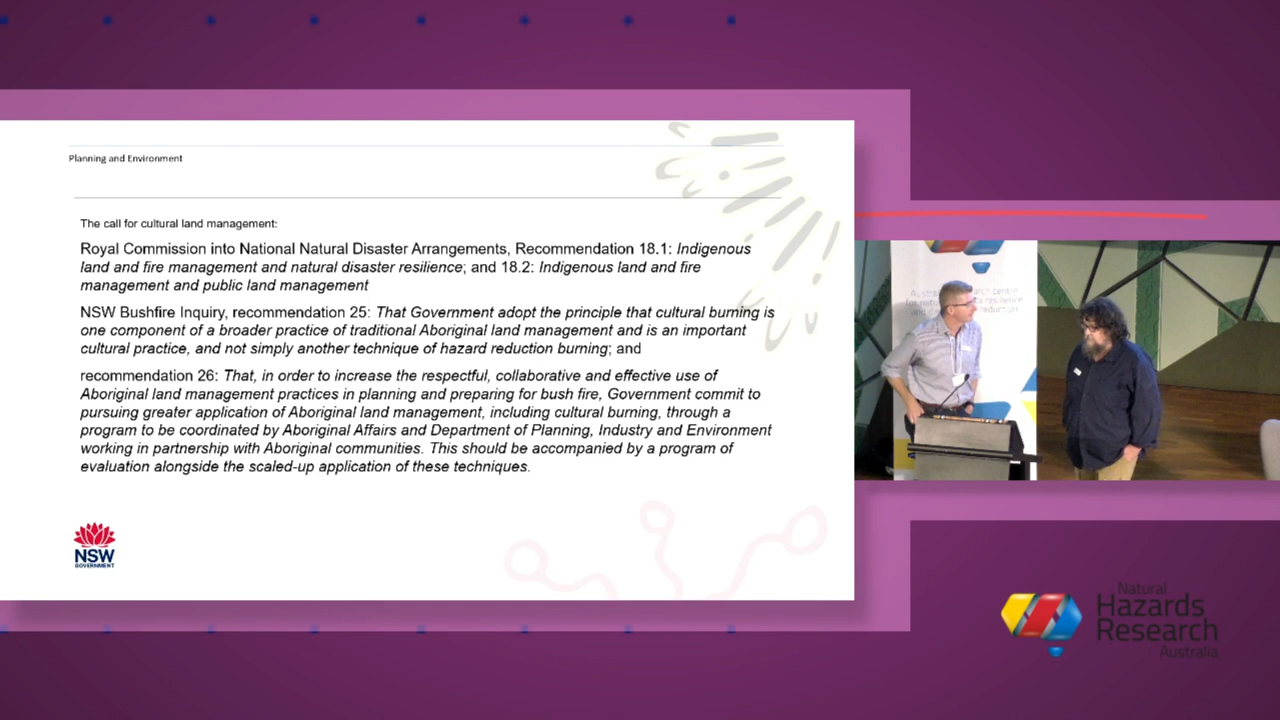 Planning and Environment
The call for cultural land management:
Royal Commission into National Natural Disaster Arrangements, Recommendation 18.1: Indigenous
land and fire management and natural disaster resilience; and 18.2: Indigenous land and fire
management and public land management
NSW Bushfire Inquiry, recommendation 25: That Government adopt the principle that cultural burning is
one component of a broader practice of traditional Aboriginal land management and is an important
cultural practice, and not simply another technique of hazard reduction burning; and
recommendation 26: That, in order to increase the respectful, collaborative and effective use of
Aboriginal land management practices in planning and preparing for bush fire, Government commit to
pursuing greater application of Aboriginal land management, including cultural burning, through a
program to be coordinated by Aboriginal Affairs and Department of Planning, Industry and Environment
working in partnership with Aboriginal communities. This should be accompanied by a program of
evaluation alongside the scaled-up application of these techniques.
NSW
GOVERNMENT
Natural
Hazards
Research
Australia